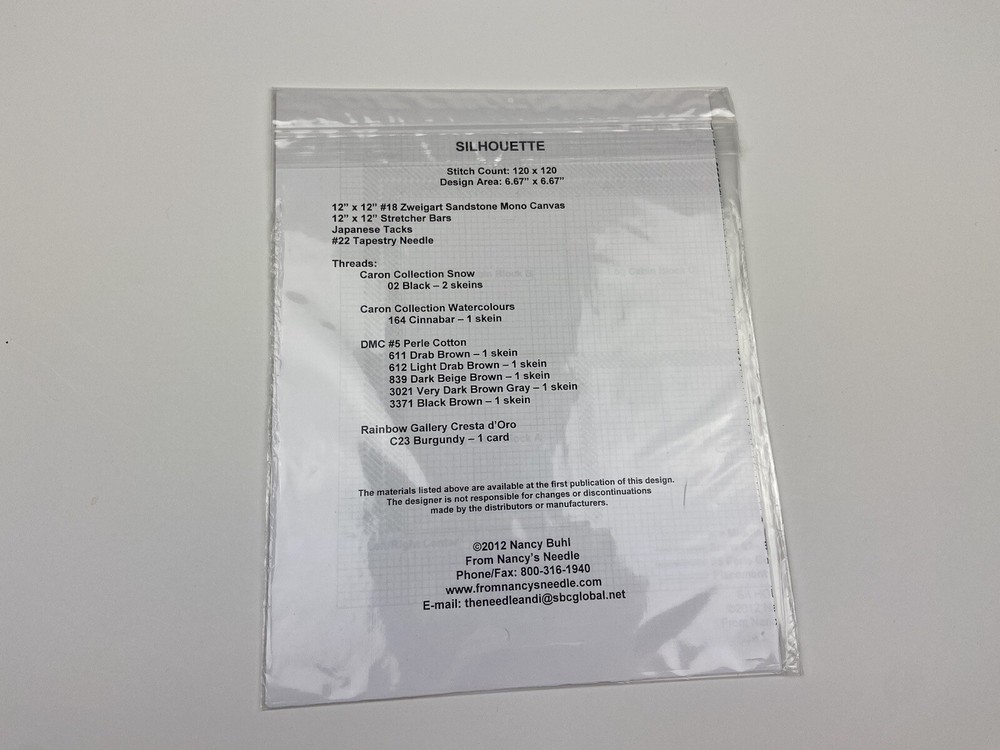 SILHOUETTE
Stitch Count: 120 x 120
Design Area: 6.67" x 6.67"
12" x 12" #18 Zweigart Sandstone Mono Canvas
12" x 12" Stretcher Bars
Japanese Tacks
#22 Tapestry Needle
Threads:
Caron Collection Snow
02 Black – 2 skeins
Caron Collection Watercolours
164 Cinnabar – 1 skein
DMC #5 Perle Cotton
611 Drab Brown – 1 skein
612 Light Drab Brown – 1 skein
839 Dark Beige Brown – 1 skein
3021 Very Dark Brown Gray – 1 skein
3371 Black Brown – 1 skein
Rainbow Gallery Cresta d'Oro
C23 Burgundy – 1 card
The materials listed above are available at the first publication of this design.
The designer is not responsible for changes or discontinuations
made by the distributors or manufacturers.
©2012 Nancy Buhl
From Nancy's Needle
Phone/Fax: 800-316-1940
www.fromnancysneedle.com
E-mail: theneedleandi@sbcglobal.net